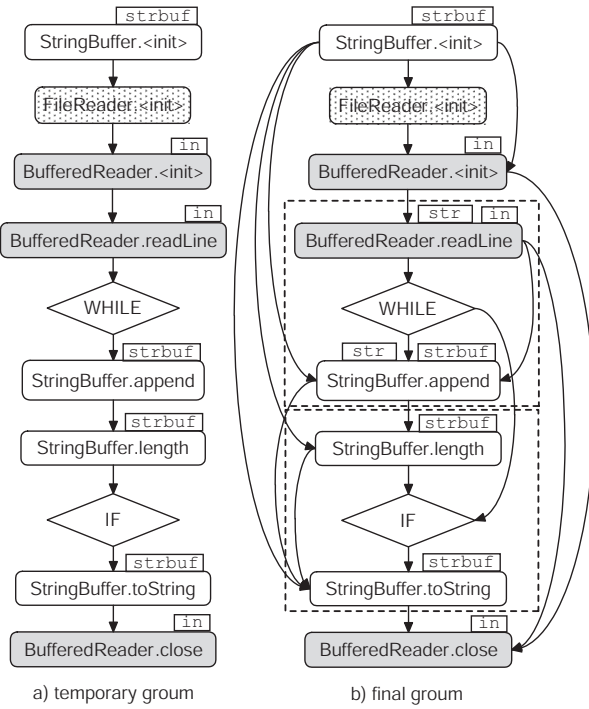 strbuf
StringBuffer.<init>
FileReader.<init>
in
BufferedReader.<init>
in
BufferedReader.readLine
WHILE
strbuf
StringBuffer.append
strbuf
StringBuffer.length
IF
strbuf
StringBuffer.toString
in
BufferedReader.close
a) temporary groum
strbuf
StringBuffer.<init>
FileReader.<init>
in
BufferedReader.<init>
str in
BufferedReader.readLine
WHILE
str strbuf
StringBuffer.append
strbuf
StringBuffer.length
IF
strbuf
StringBuffer.toString
in
BufferedReader.close
b) final groum